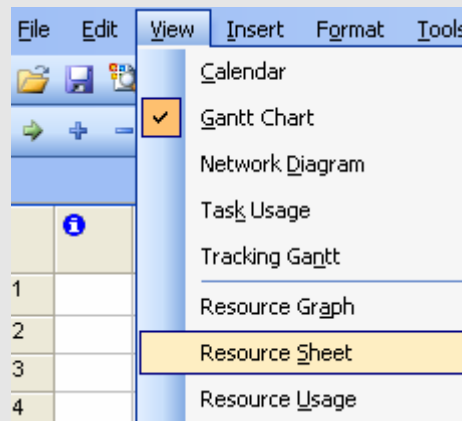 File Edit View Insert Format Tools
Calendar
Gantt Chart
Network Diagram
Task Usage
Tracking Gantt
1
Resource Graph
2
Resource Sheet
3
Resource Usage
4